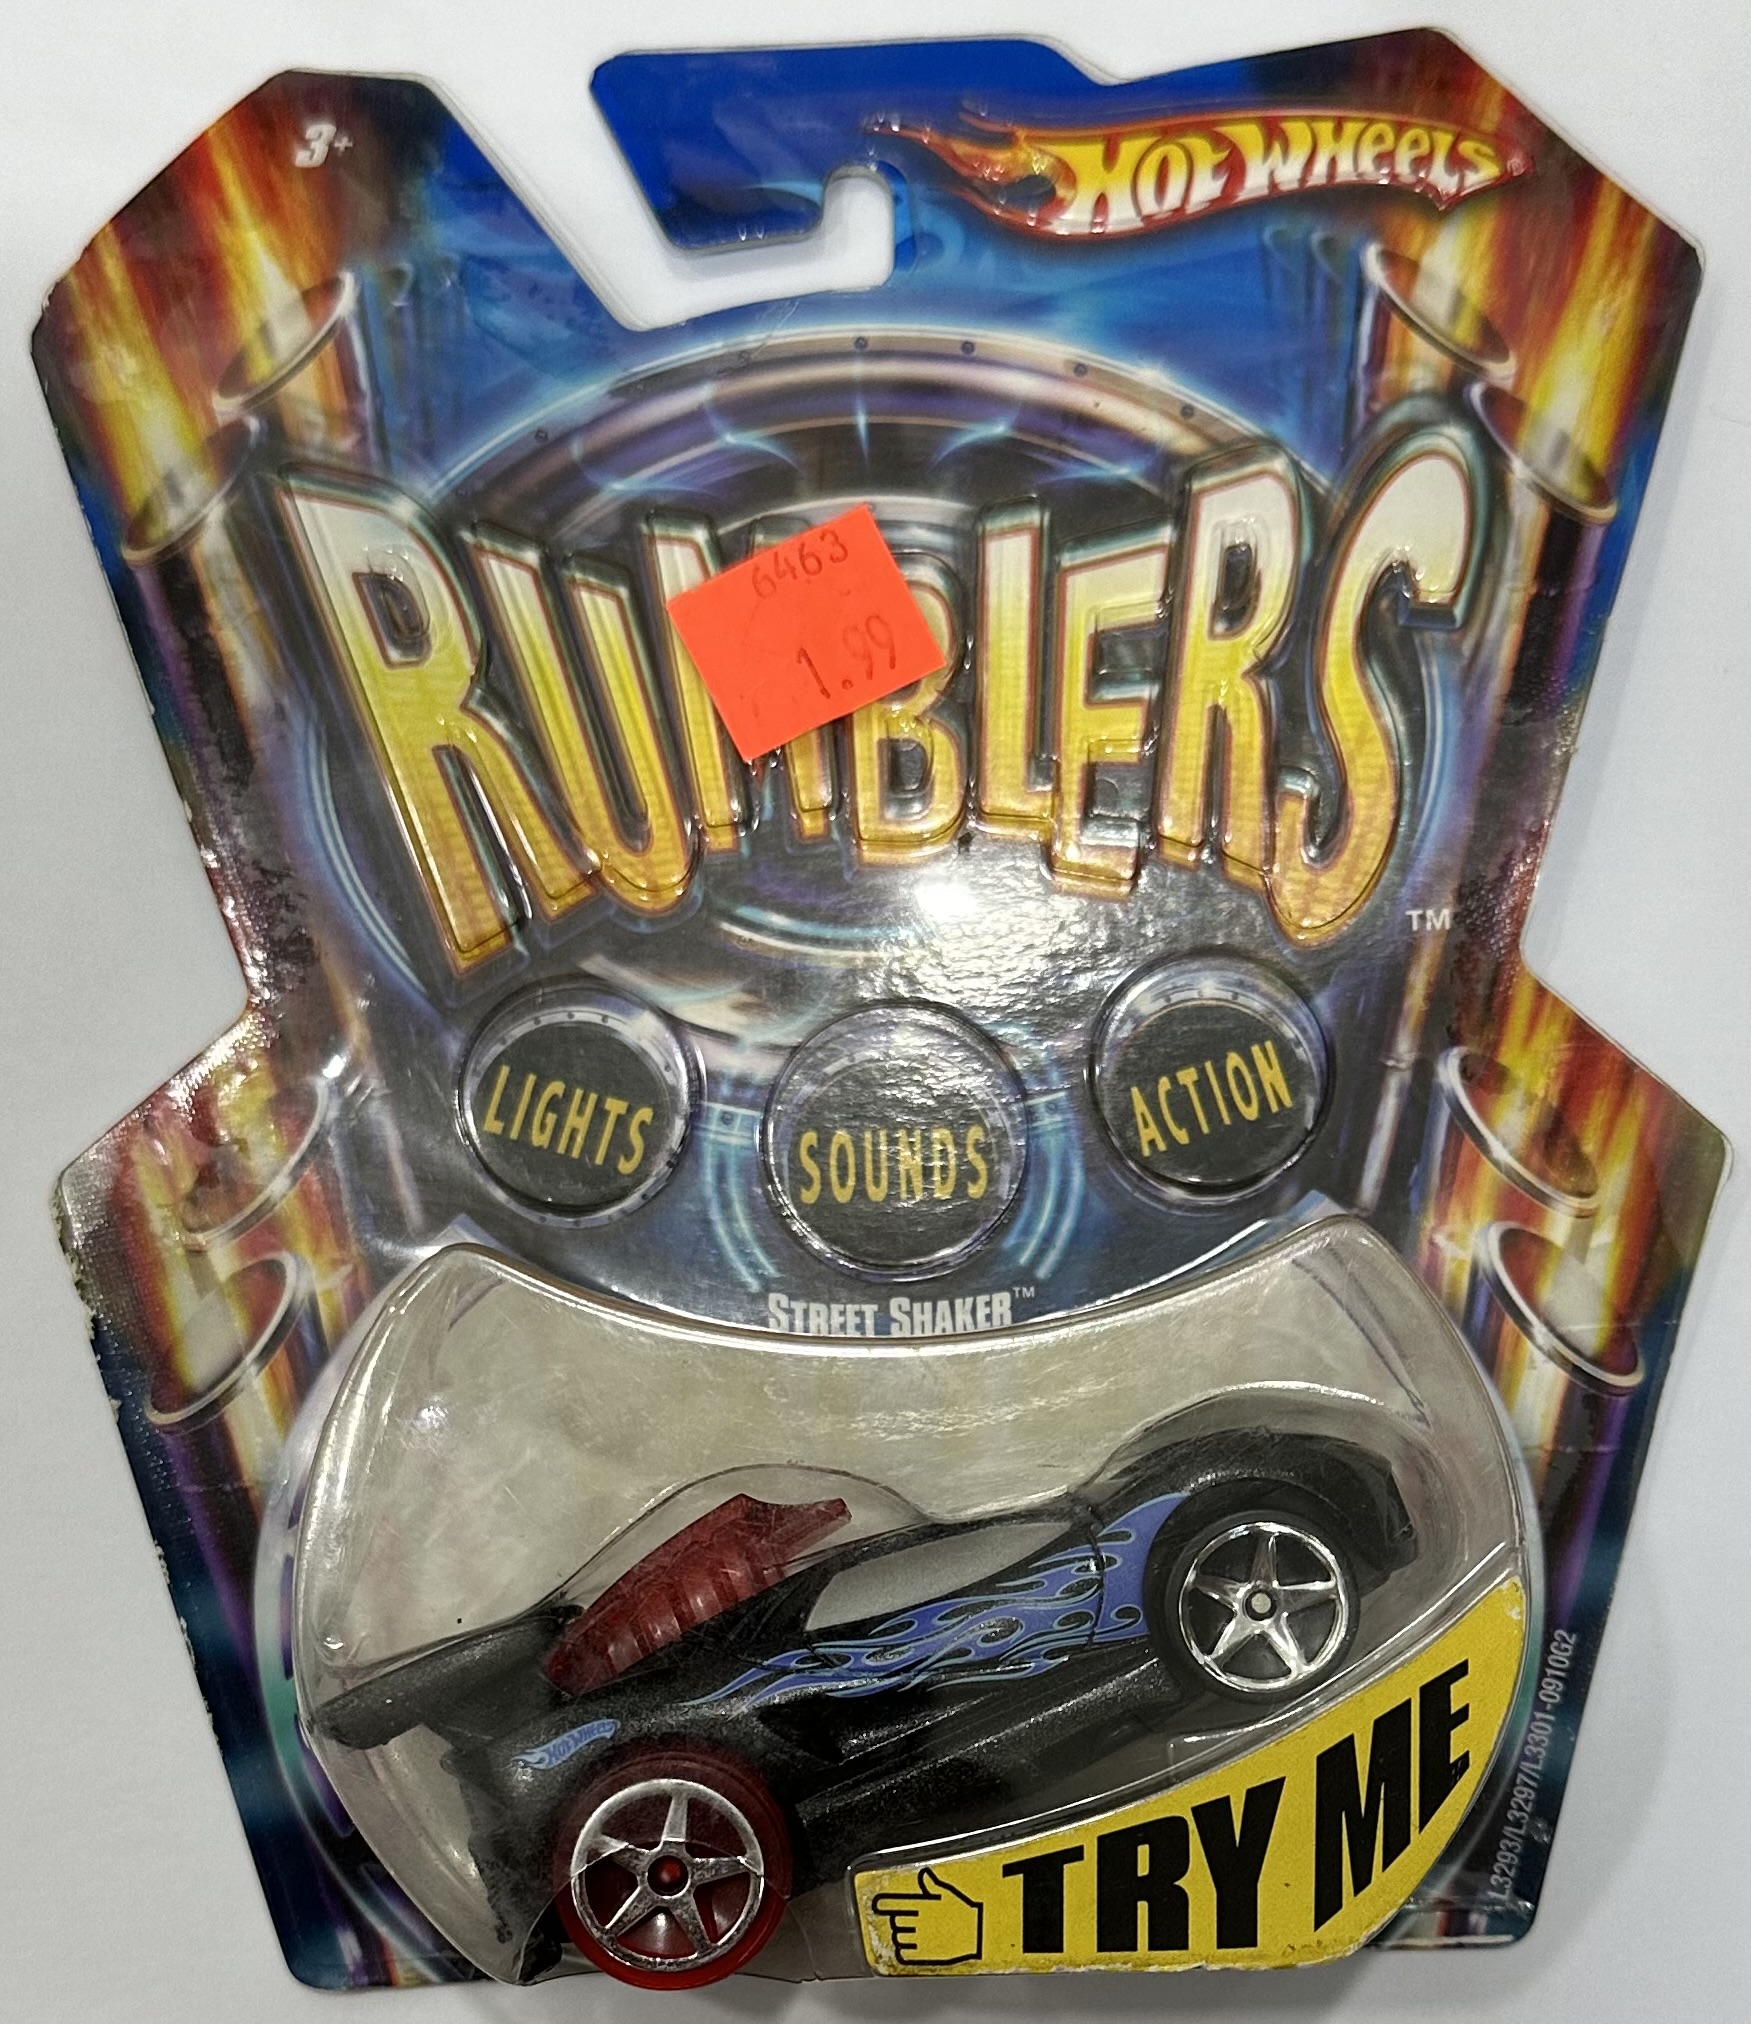 3+
HOT WHEELS
RUMBLERS
TM
6463
1.99
LIGHTS
SOUNDS
ACTION
STREET SHAKER™
HOT WHEELS
TRY ME
L3293/L3297/L3301-0910G2